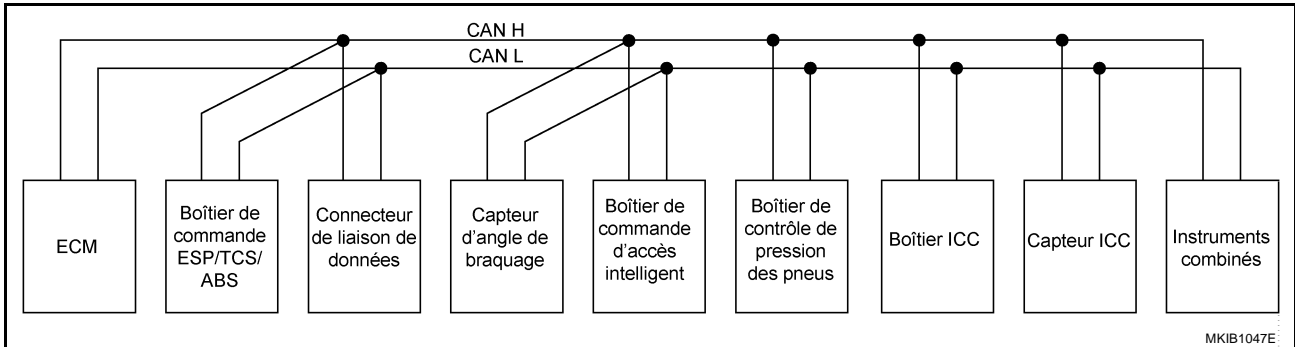 CAN H
CAN L
ECM
Boîtier de
commande
ESP/TCS/
ABS
Connecteur
de liaison de
données
Capteur
d'angle de
braquage
Boîtier de
commande
d'accès
intelligent
Boîtier de
contrôle de
pression
des pneus
Boîtier ICC
Capteur ICC
Instruments
combinés
MKIB1047E